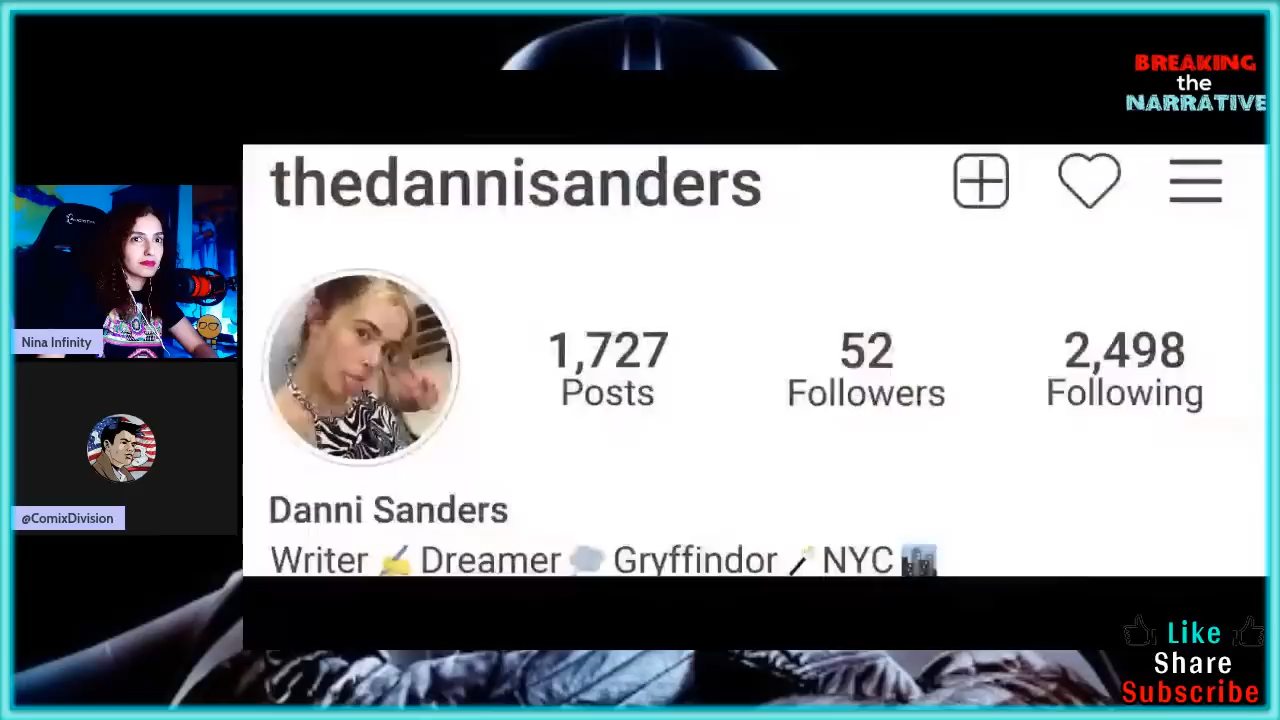 BREAKING
the
NARRATIVE
thedannisanders
1,727
Posts
52
Followers
2,498
Following
Danni Sanders
Writer ✍️ Dreamer 💭 Gryffindor 🪄 NYC 🏙️
Nina Infinity
@ComixDivision
Like
Share
Subscribe